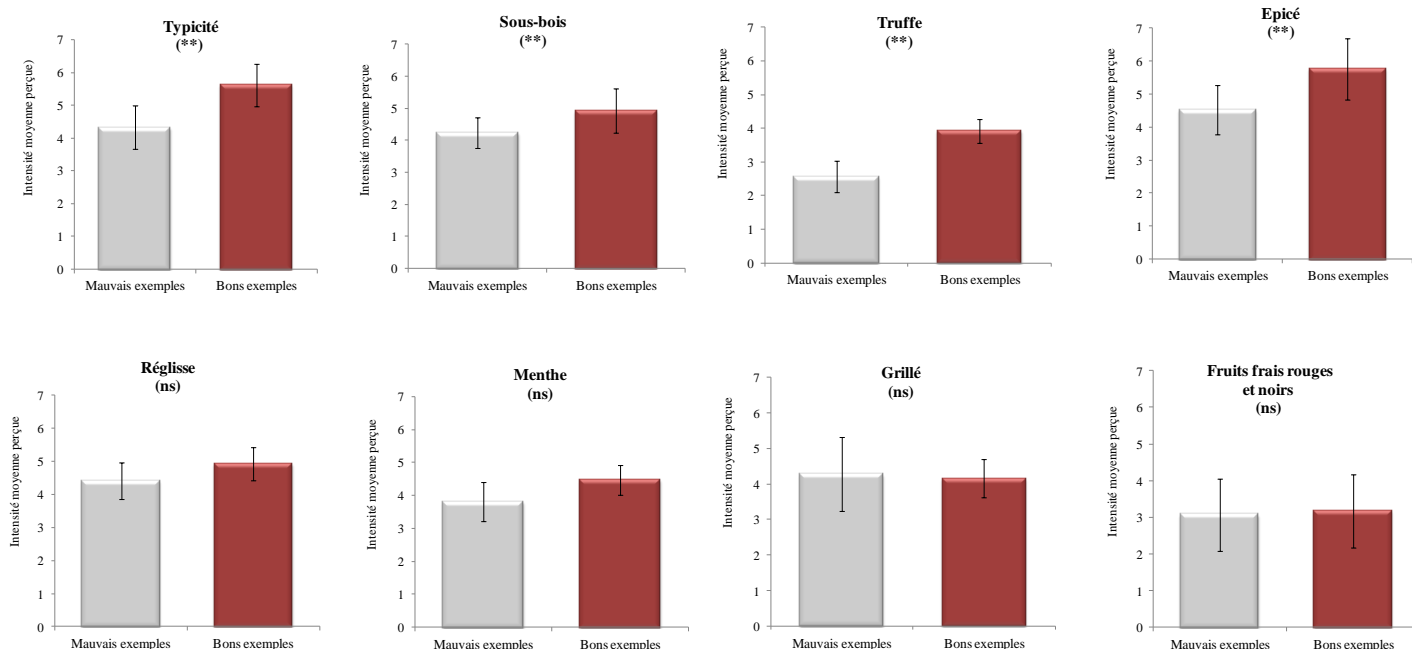 Typicité
(**)
Intensité moyenne perçue)
7
6
5
4
3
2
1
0
Mauvais exemples Bons exemples
Sous-bois
(**)
Intensité moyenne perçue
7
6
5
4
3
2
1
0
Mauvais exemples Bons exemples
Truffe
(**)
Intensité moyenne perçue
7
6
5
4
3
2
1
0
Mauvais exemples Bons exemples
Epicé
(**)
Intensité moyenne perçue
7
6
5
4
3
2
1
0
Mauvais exemples Bons exemples
Réglisse
(ns)
Intensité moyenne perçue
7
6
5
4
3
2
1
0
Mauvais exemples Bons exemples
Menthe
(ns)
Intensité moyenne perçue
7
6
5
4
3
2
1
0
Mauvais exemples Bons exemples
Grillé
(ns)
Intensité moyenne perçue
7
6
5
4
3
2
1
0
Mauvais exemples Bons exemples
Fruits frais rouges
et noirs
(ns)
Intensité moyenne perçue
7
6
5
4
3
2
1
0
Mauvais exemples Bons exemples